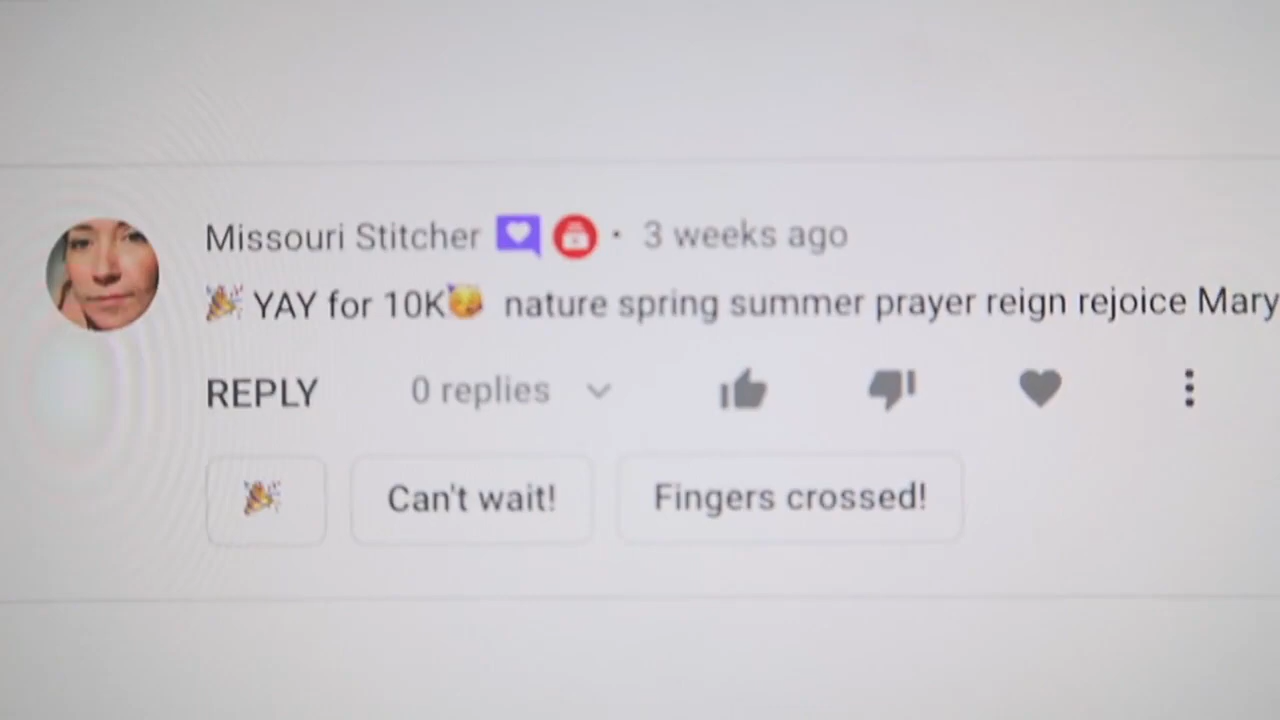 Missouri Stitcher · 3 weeks ago
🎉 YAY for 10K🥳 nature spring summer prayer reign rejoice Mary
REPLY 0 replies
🎉 Can't wait! Fingers crossed!